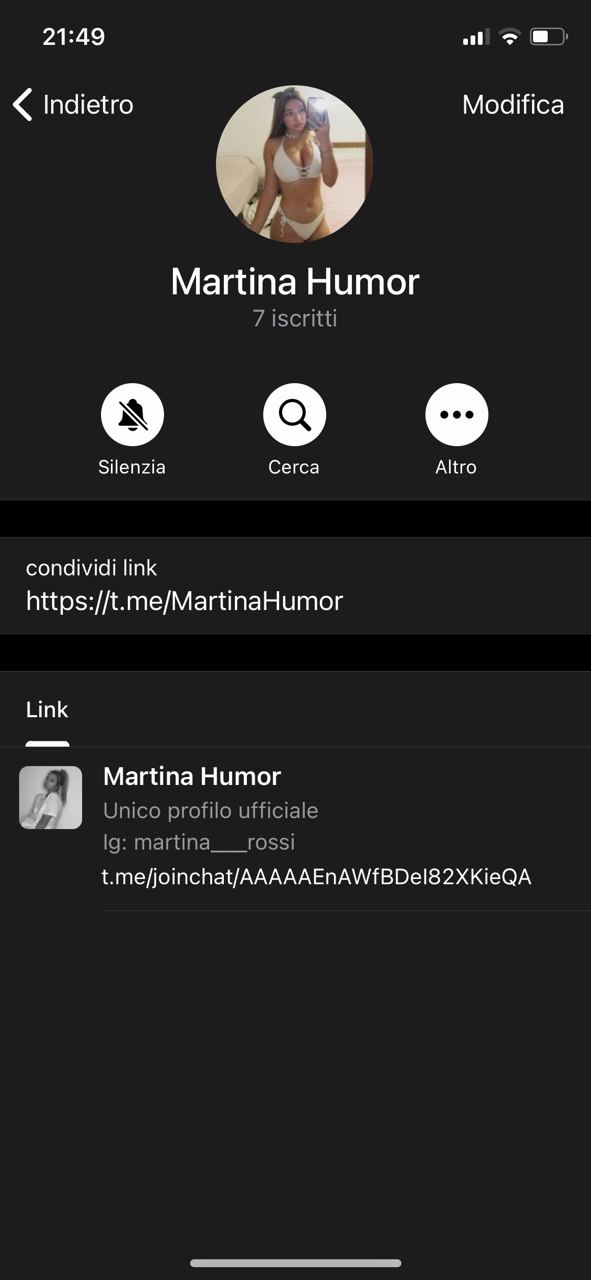 21:49
Indietro
Modifica
Martina Humor
7 iscritti
Silenzia
Cerca
Altro
condividi link
https://t.me/MartinaHumor
Link
Martina Humor
Unico profilo ufficiale
Ig: martina___rossi
t.me/joinchat/AAAAAEnAWfBDeI82XKieQA